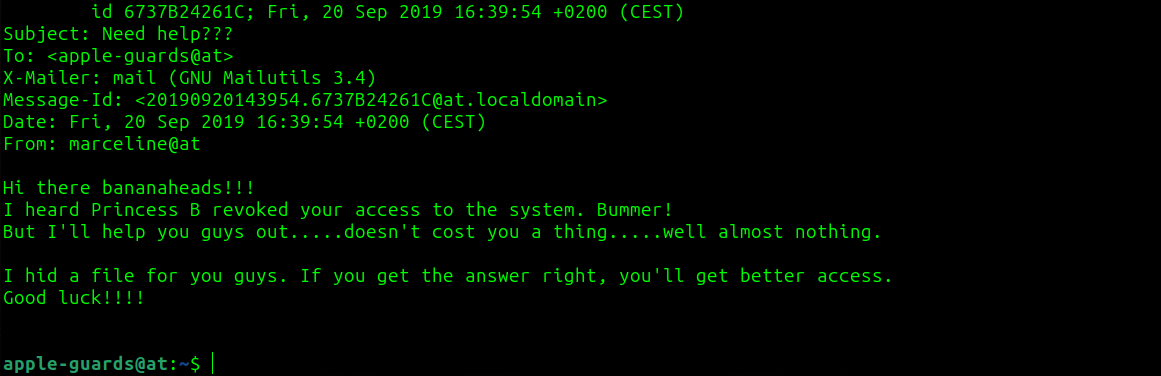 id 6737B24261C; Fri, 20 Sep 2019 16:39:54 +0200 (CEST)
Subject: Need help???
To: <apple-guards@at>
X-Mailer: mail (GNU Mailutils 3.4)
Message-Id: <20190920143954.6737B24261C@at.localdomain>
Date: Fri, 20 Sep 2019 16:39:54 +0200 (CEST)
From: marceline@at

Hi there bananaheads!!!
I heard Princess B revoked your access to the system. Bummer!
But I'll help you guys out.....doesn't cost you a thing.....well almost nothing.

I hid a file for you guys. If you get the answer right, you'll get better access.
Good luck!!!!

apple-guards@at:~$